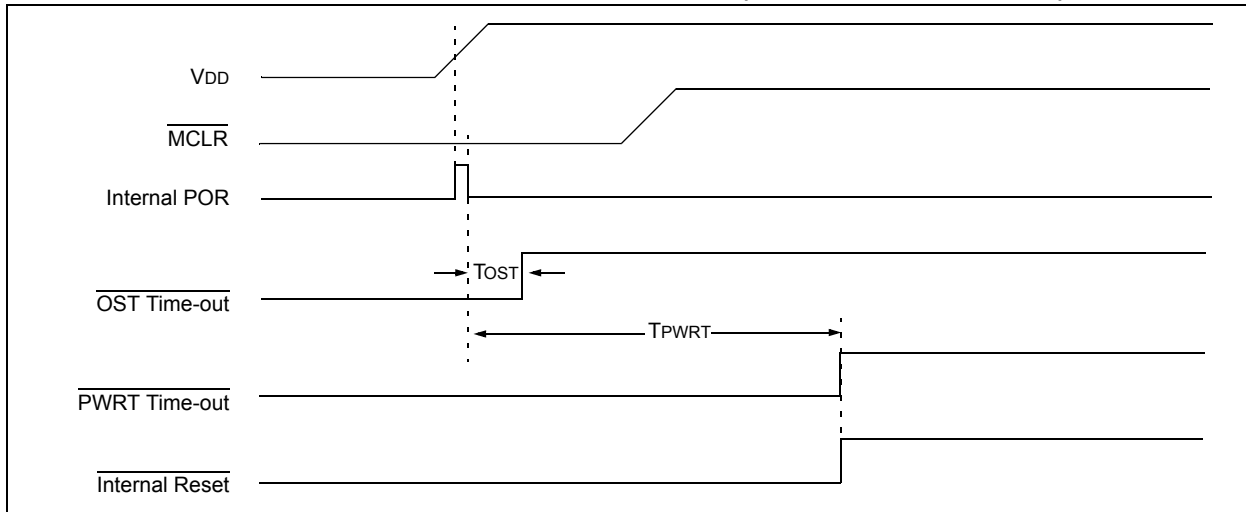 VDD
MCLR
Internal POR
TOST
OST Time-out
TPWRT
PWRT Time-out
Internal Reset